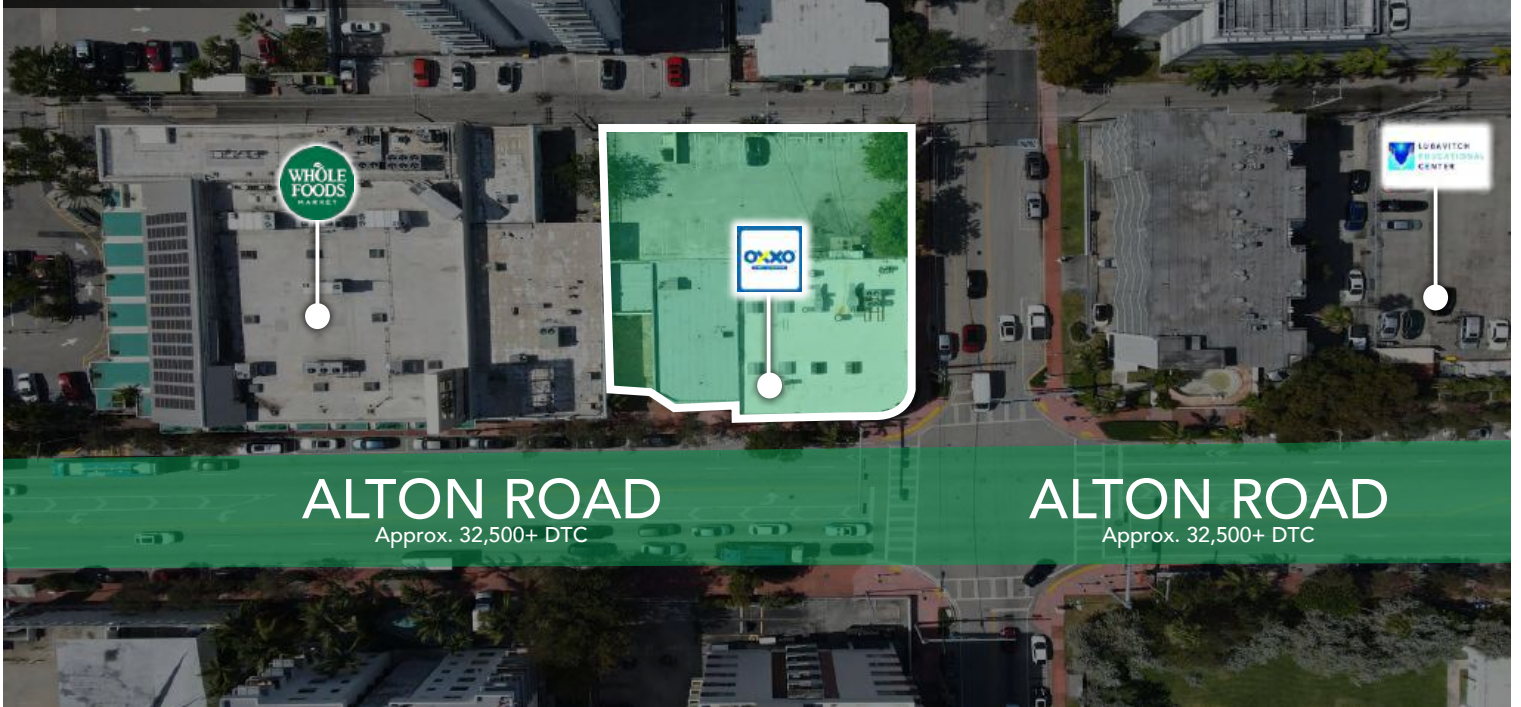 WHOLE
FOODS
MARKET
OXXO
LUBAVITCH
EDUCATIONAL
CENTER
ALTON ROAD
Approx. 32,500+ DTC
ALTON ROAD
Approx. 32,500+ DTC